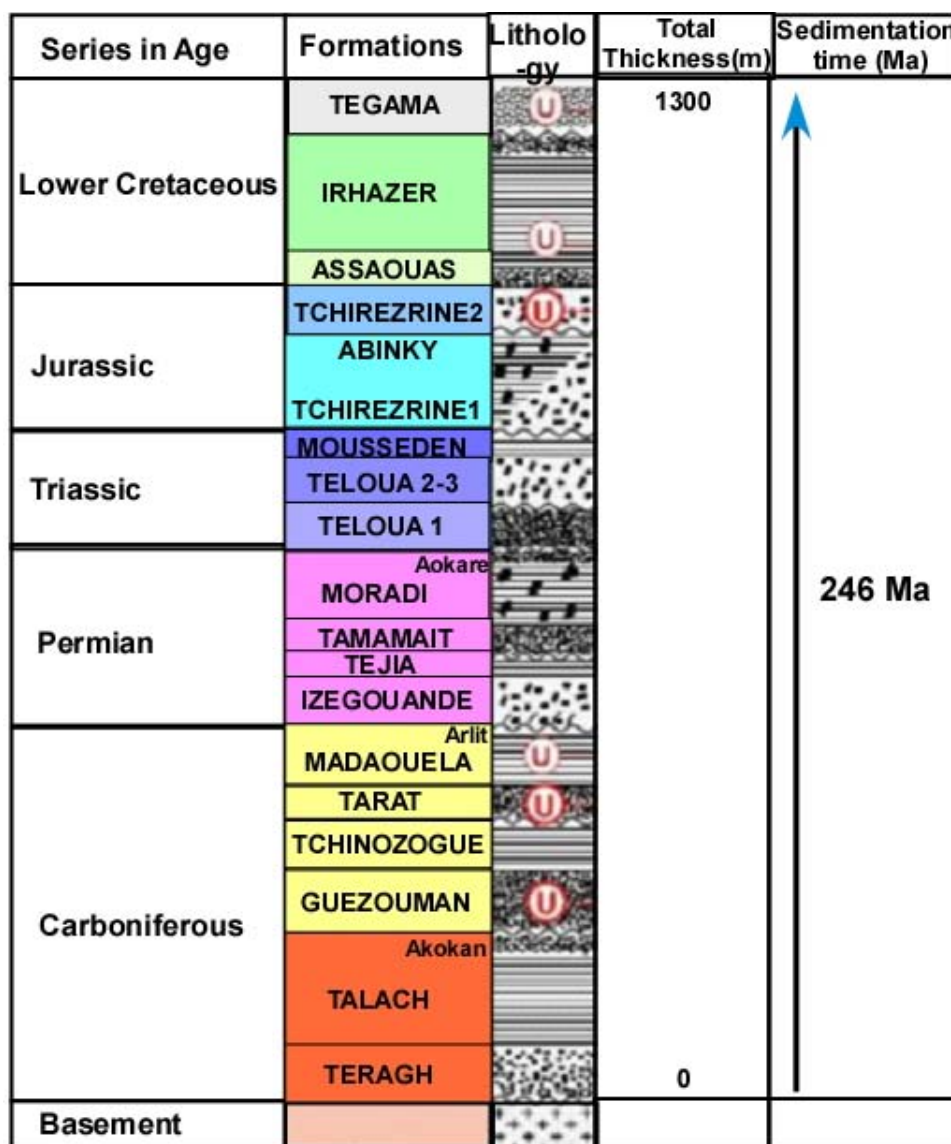 Series in Age
Formations
Litholo
-gy
Total
Thickness(m)
Sedimentation
time (Ma)
Lower Cretaceous
TEGAMA
U
1300
IRHAZER
U
ASSAOUAS
Jurassic
TCHIREZRINE2
U
ABINKY
TCHIREZRINE1
Triassic
MOUSSEDEN
TELOUA 2-3
TELOUA 1
Permian
Aokare
MORADI
246 Ma
TAMAMAIT
TEJIA
IZEGOUANDE
Carboniferous
Arlit
MADAOUELA
U
TARAT
U
TCHINOZOGUE
GUEZOUMAN
U
Akokan
TALACH
TERAGH
0
Basement